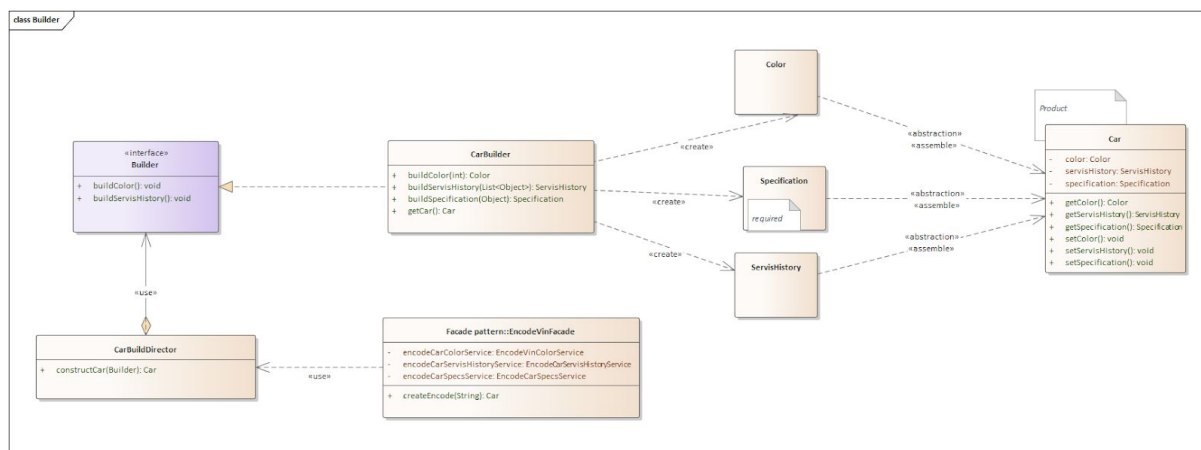 class Builder
«interface»
Builder
+ buildColor(): void
+ buildServisHistory(): void
«use»
CarBuildDirector
+ constructCar(Builder): Car
CarBuilder
+ buildColor(int): Color
+ buildServisHistory(List<Object>): ServisHistory
+ buildSpecification(Object): Specification
+ getCar(): Car
Facade pattern::EncodeVinFacade
- encodeCarColorService: EncodeVinColorService
- encodeCarServisHistoryService: EncodeCarServisHistoryService
- encodeCarSpecsService: EncodeCarSpecsService
+ createEncode(String): Car
«use»
«create»
«create»
«create»
Color
Specification
required
ServisHistory
«abstraction»
«assemble»
«abstraction»
«assemble»
«abstraction»
«assemble»
Product
Car
- color: Color
- servisHistory: ServisHistory
- specification: Specification
+ getColor(): Color
+ getServisHistory(): ServisHistory
+ getSpecification(): Specification
+ setColor(): void
+ setServisHistory(): void
+ setSpecification(): void